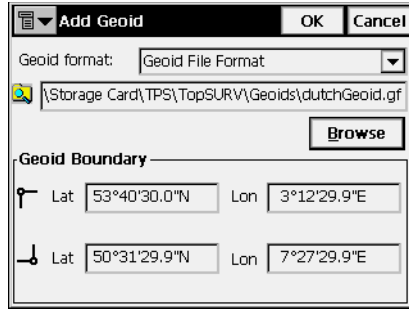 Add Geoid OK Cancel
Geoid format: Geoid File Format
\Storage Card\TPS\TopSURV\Geoids\dutchGeoid.gf
Browse
Geoid Boundary
Lat 53°40'30.0"N Lon 3°12'29.9"E
Lat 50°31'29.9"N Lon 7°27'29.9"E